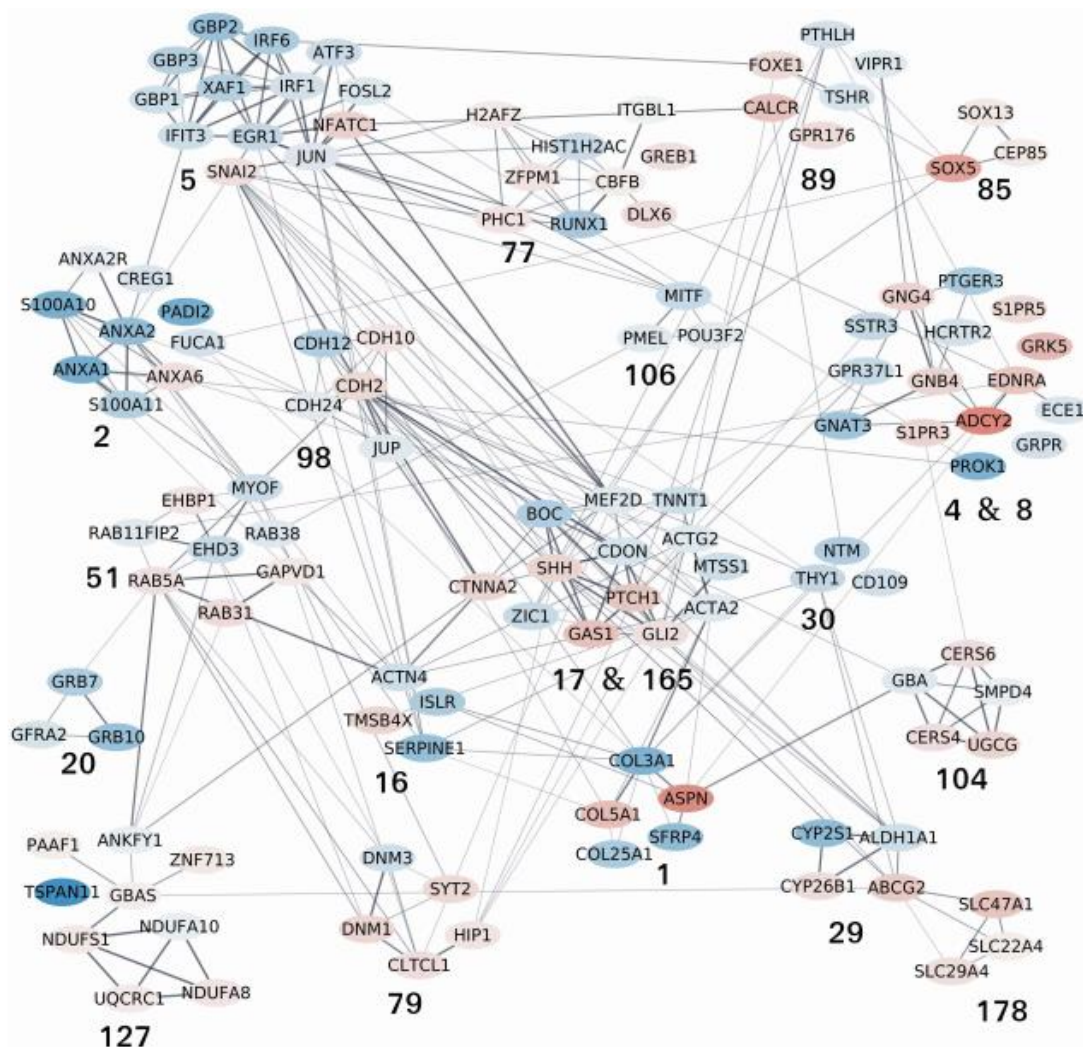 GBP2
IRF6
ATF3
GBP3
XAF1
IRF1
GBP1
FOSL2
IFIT3
EGR1
NFATC1
JUN
SNAI2
5
H2AFZ
ITGBL1
HIST1H2AC
GREB1
ZFPM1
CBFB
DLX6
PHC1
RUNX1
77
PTHLH
VIPR1
FOXE1
TSHR
CALCR
GPR176
89
SOX13
CEP85
SOX5
85
ANXA2R
CREG1
S100A10
PADI2
ANXA2
FUCA1
ANXA1
ANXA6
S100A11
2
CDH12
CDH10
CDH2
CDH24
JUP
98
MITF
PMEL
POU3F2
106
PTGER3
GNG4
S1PR5
SSTR3
HCRTR2
GRK5
GPR37L1
GNB4
EDNRA
ECE1
GNAT3
S1PR3
ADCY2
GRPR
PROK1
4 & 8
MYOF
EHBP1
RAB11FIP2
RAB38
EHD3
51
RAB5A
GAPVD1
RAB31
MEF2D
TNNT1
BOC
CDON
ACTG2
MTSS1
CTNNA2
SHH
PTCH1
ZIC1
ACTA2
GAS1
GLI2
17 & 165
NTM
THY1
CD109
30
GRB7
GFRA2
GRB10
20
ACTN4
ISLR
TMSB4X
SERPINE1
16
COL3A1
ASPN
COL5A1
SFRP4
COL25A1
1
CERS6
GBA
SMPD4
CERS4
UGCG
104
CYP2S1
ALDH1A1
CYP26B1
ABCG2
29
SLC47A1
SLC22A4
SLC29A4
178
ANKFY1
PAAF1
ZNF713
TSPAN11
GBAS
NDUFA10
NDUFS1
UQCRC1
NDUFA8
127
DNM3
SYT2
DNM1
HIP1
CLTCL1
79